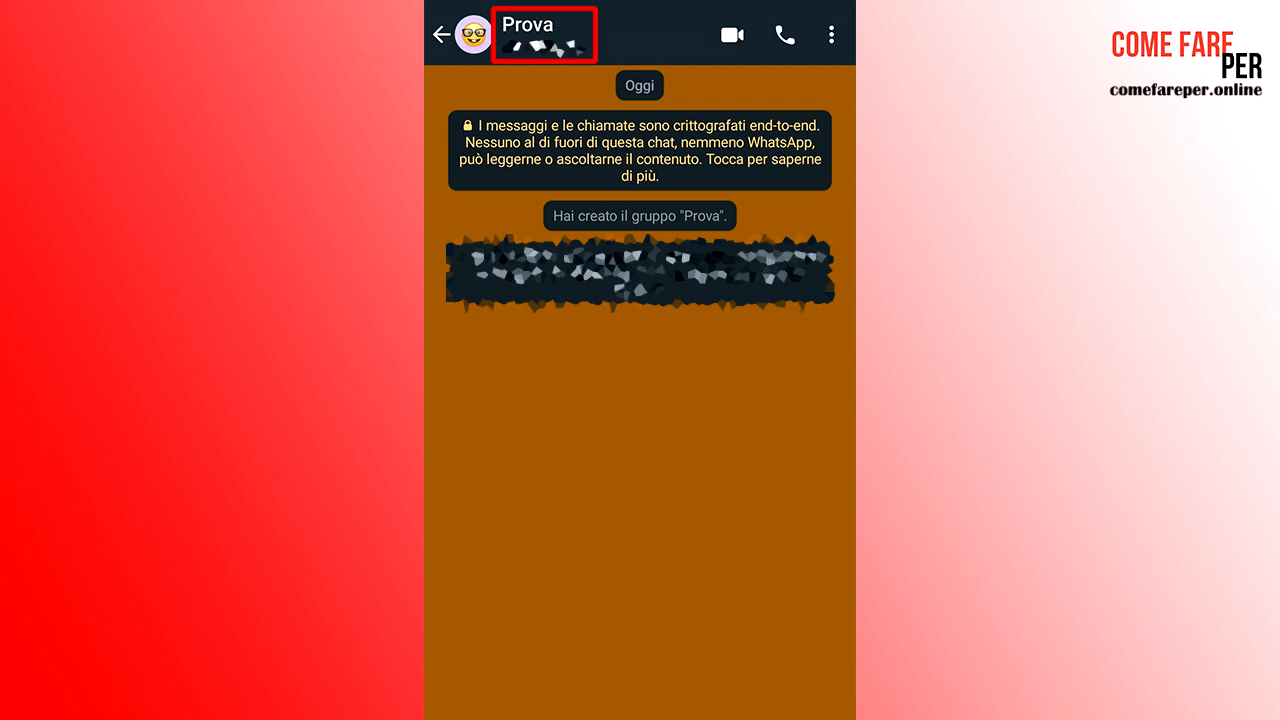 Prova
COME FARE
PER
comefareper.online
Oggi
I messaggi e le chiamate sono crittografati end-to-end.
Nessuno al di fuori di questa chat, nemmeno WhatsApp,
può leggerne o ascoltarne il contenuto. Tocca per saperne
di più.
Hai creato il gruppo "Prova".